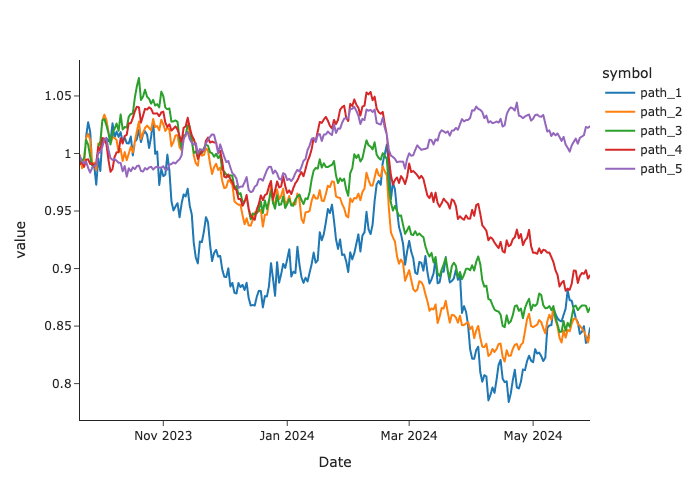 symbol
path_1
path_2
path_3
path_4
path_5
value
1.05
1
0.95
0.9
0.85
0.8
Nov 2023
Jan 2024
Mar 2024
May 2024
Date